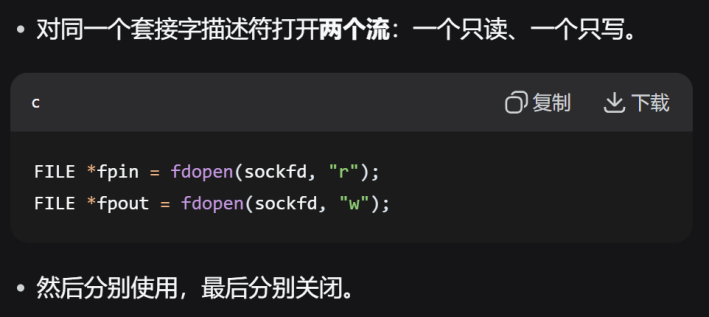 对同一个套接字描述符打开两个流：一个只读、一个只写。
c 复制 下载
FILE *fpin = fdopen(sockfd, "r");
FILE *fpout = fdopen(sockfd, "w");
然后分别使用，最后分别关闭。